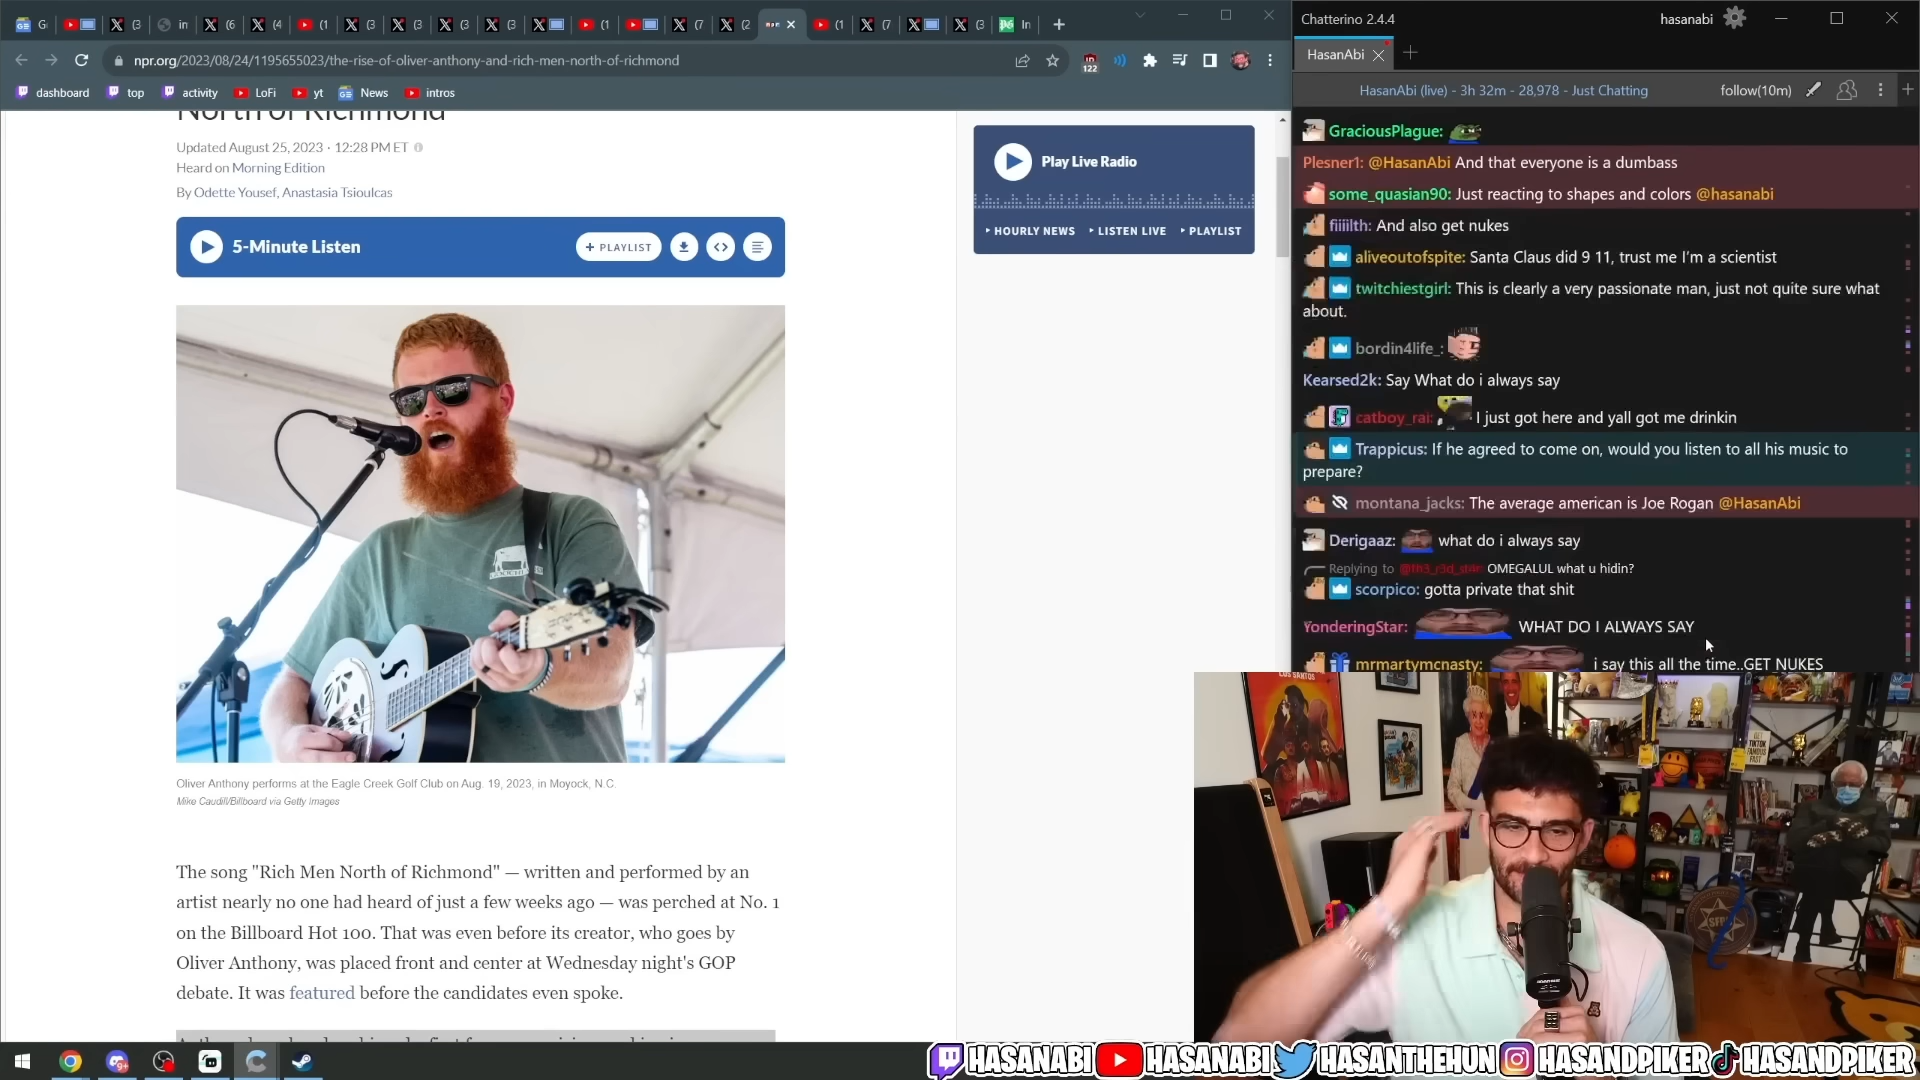 npr.org/2023/08/24/1195655023/the-rise-of-oliver-anthony-and-rich-men-north-of-richmond
122
dashboard
top
activity
LoFi
yt
News
intros
North of Richmond
Updated August 25, 2023 · 12:28 PM ET
Heard on Morning Edition
By Odette Yousef, Anastasia Tsioulcas
5-Minute Listen
+ PLAYLIST
Play Live Radio
HOURLY NEWS
LISTEN LIVE
PLAYLIST
Oliver Anthony performs at the Eagle Creek Golf Club on Aug. 19, 2023, in Moyock, N.C.
Mike Caudill/Billboard via Getty Images
The song "Rich Men North of Richmond" — written and performed by an
artist nearly no one had heard of just a few weeks ago — was perched at No. 1
on the Billboard Hot 100. That was even before its creator, who goes by
Oliver Anthony, was placed front and center at Wednesday night's GOP
debate. It was featured before the candidates even spoke.
Chatterino 2.4.4
hasanabi
HasanAbi
HasanAbi (live) - 3h 32m - 28,978 - Just Chatting
follow(10m)
GraciousPlague:
Plesner1: @HasanAbi And that everyone is a dumbass
some_quasian90: Just reacting to shapes and colors @hasanabi
fiiiilth: And also get nukes
aliveoutofspite: Santa Claus did 9 11, trust me I'm a scientist
twitchiestgirl: This is clearly a very passionate man, just not quite sure what
about.
bordin4life_:
Kearsed2k: Say What do i always say
catboy_rai: I just got here and yall got me drinkin
Trappicus: If he agreed to come on, would you listen to all his music to
prepare?
montana_jacks: The average american is Joe Rogan @HasanAbi
Derigaaz: what do i always say
Replying to @th3_r3d_st4r: OMEGALUL what u hidin?
scorpico: gotta private that shit
YonderingStar: WHAT DO I ALWAYS SAY
mrmartymcnasty: i say this all the time..GET NUKES
LOS SANTOS
GET
TIKTOK
FAMOUS
FAST
HASANABI
HASANABI
HASANTHEHUN
HASANDPIKER
HASANDPIKER